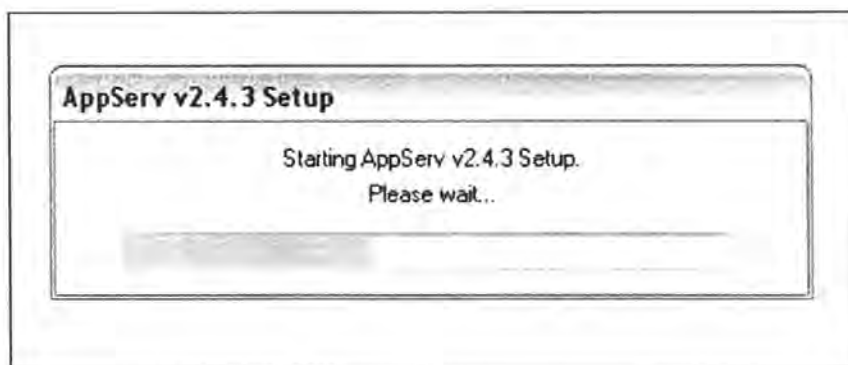 AppServ v2.4.3 Setup
Starting AppServ v2.4.3 Setup.
Please wait...